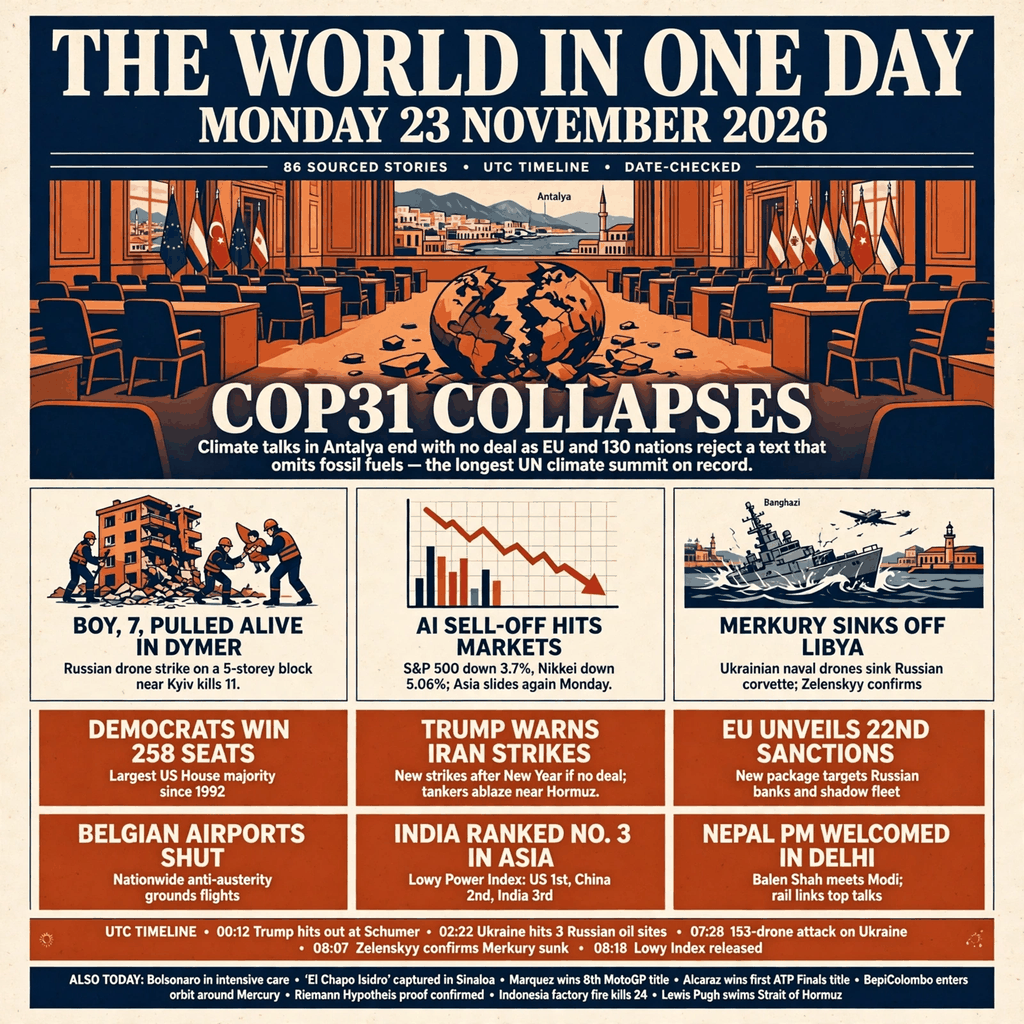 THE WORLD IN ONE DAY
MONDAY 23 NOVEMBER 2026
86 SOURCED STORIES • UTC TIMELINE • DATE-CHECKED
Antalya
COP31 COLLAPSES
Climate talks in Antalya end with no deal as EU and 130 nations reject a text that
omits fossil fuels — the longest UN climate summit on record.
BOY, 7, PULLED ALIVE
IN DYMER
Russian drone strike on a 5-storey block
near Kyiv kills 11.
AI SELL-OFF HITS
MARKETS
S&P 500 down 3.7%, Nikkei down
5.06%; Asia slides again Monday.
Banghazi
MERKURY SINKS OFF
LIBYA
Ukrainian naval drones sink Russian
corvette; Zelenskyy confirms
DEMOCRATS WIN
258 SEATS
Largest US House majority
since 1992
TRUMP WARNS
IRAN STRIKES
New strikes after New Year if no deal;
tankers ablaze near Hormuz.
EU UNVEILS 22ND
SANCTIONS
New package targets Russian
banks and shadow fleet
BELGIAN AIRPORTS
SHUT
Nationwide anti-austerity
grounds flights
INDIA RANKED NO. 3
IN ASIA
Lowy Power Index: US 1st, China
2nd, India 3rd
NEPAL PM WELCOMED
IN DELHI
Balen Shah meets Modi;
rail links top talks
UTC TIMELINE • 00:12 Trump hits out at Schumer • 02:22 Ukraine hits 3 Russian oil sites • 07:28 153-drone attack on Ukraine
• 08:07 Zelenskyy confirms Merkury sunk • 08:18 Lowy Index released
ALSO TODAY: Bolsonaro in intensive care • 'El Chapo Isidro' captured in Sinaloa • Marquez wins 8th MotoGP title • Alcaraz wins first ATP Finals title • BepiColombo enters
orbit around Mercury • Riemann Hypotheis proof confirmed • Indonesia factory fire kills 24 • Lewis Pugh swims Strait of Hormuz